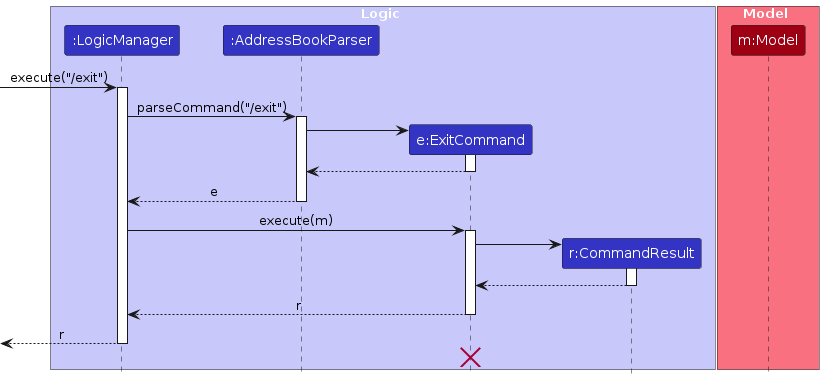 Logic
Model
:LogicManager
:AddressBookParser
m:Model
execute("/exit")
parseCommand("/exit")
e:ExitCommand
e
execute(m)
r:CommandResult
r
r